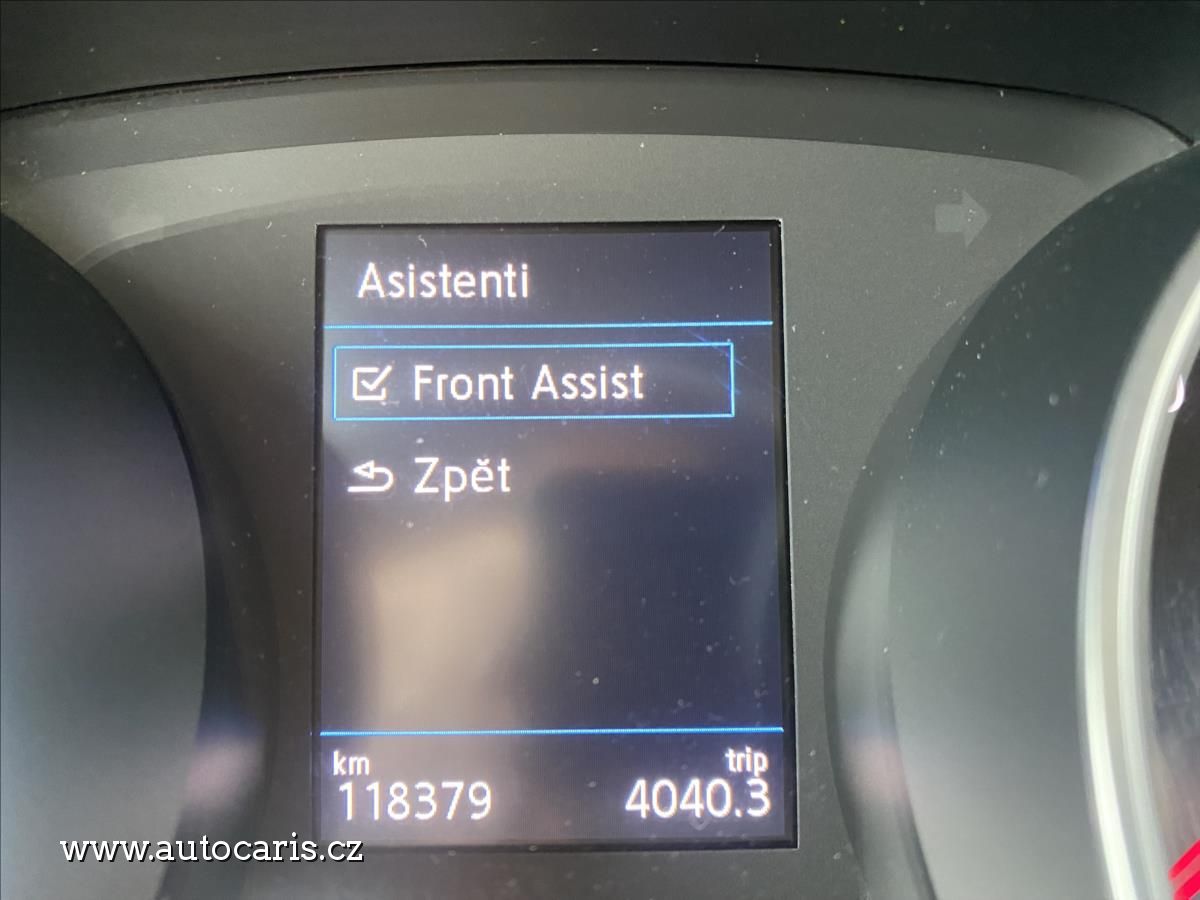 Asistenti
Front Assist
Zpět
km trip
118379 4040.3
www.autocaris.cz